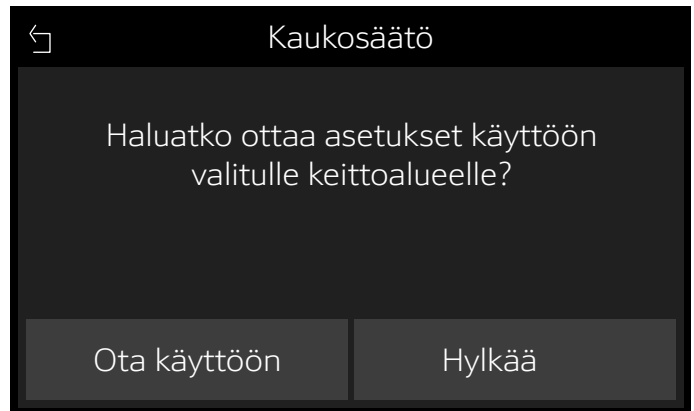 Kaukosäätö
Haluatko ottaa asetukset käyttöön
valitulle keittoalueelle?
Ota käyttöön
Hylkää